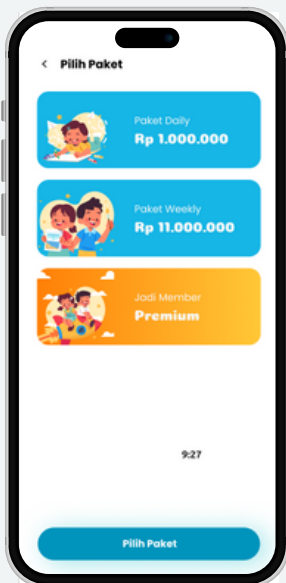 Pilih Paket
Paket Daily
Rp 1.000.000
Paket Weekly
Rp 11.000.000
Jadi Member
Premium
9:27
Pilih Paket